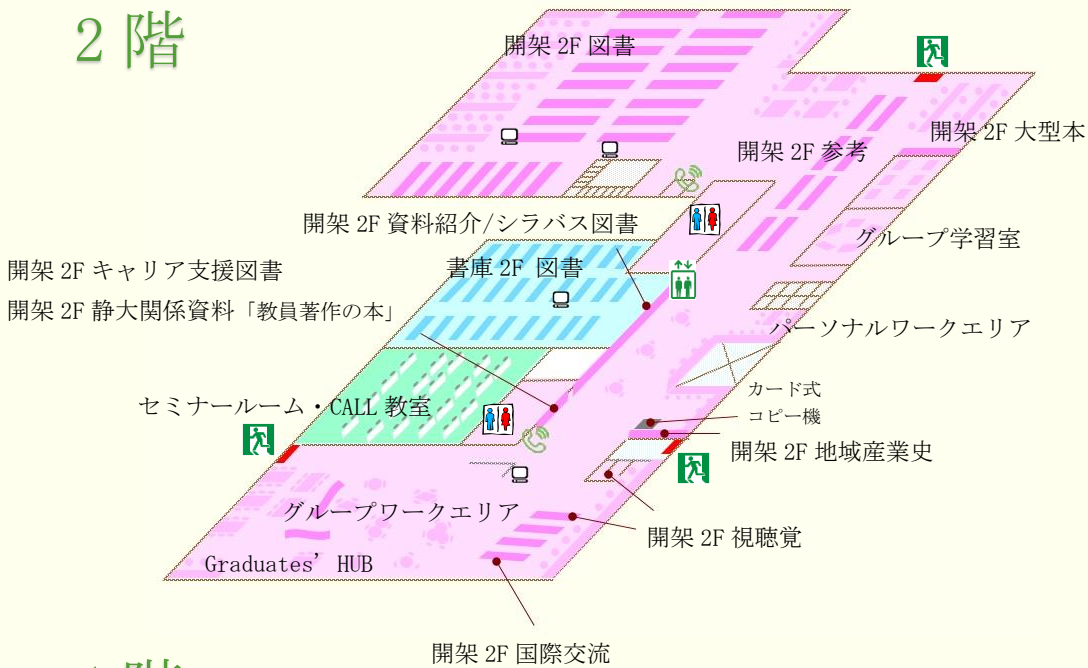 2 階
開架 2F 図書
開架 2F 大型本
開架 2F 参考
開架 2F 資料紹介/シラバス図書
グループ学習室
開架 2F キャリア支援図書
書庫 2F 図書
開架 2F 静大関係資料「教員著作の本」
パーソナルワークエリア
カード式
コピー機
セミナールーム・CALL 教室
開架 2F 地域産業史
グループワークエリア
開架 2F 視聴覚
Graduates’ HUB
開架 2F 国際交流